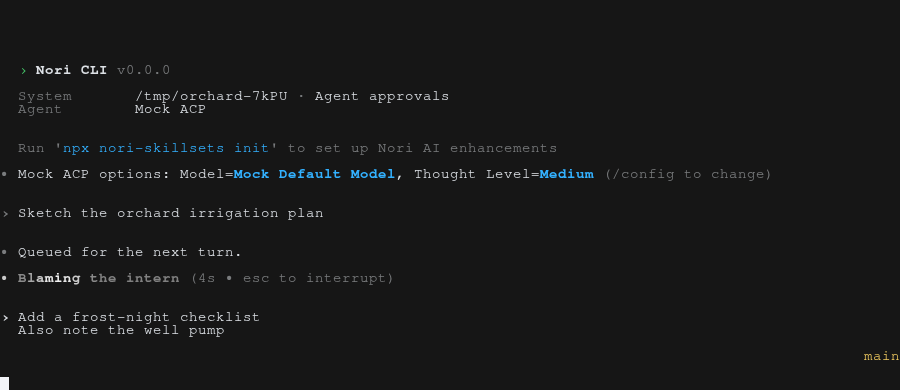 › Nori CLI v0.0.0
System /tmp/orchard-7kPU · Agent approvals
Agent Mock ACP
Run 'npx nori-skillsets init' to set up Nori AI enhancements
• Mock ACP options: Model=Mock Default Model, Thought Level=Medium (/config to change)
› Sketch the orchard irrigation plan
• Queued for the next turn.
• Blaming the intern (4s • esc to interrupt)
› Add a frost-night checklist
Also note the well pump
main